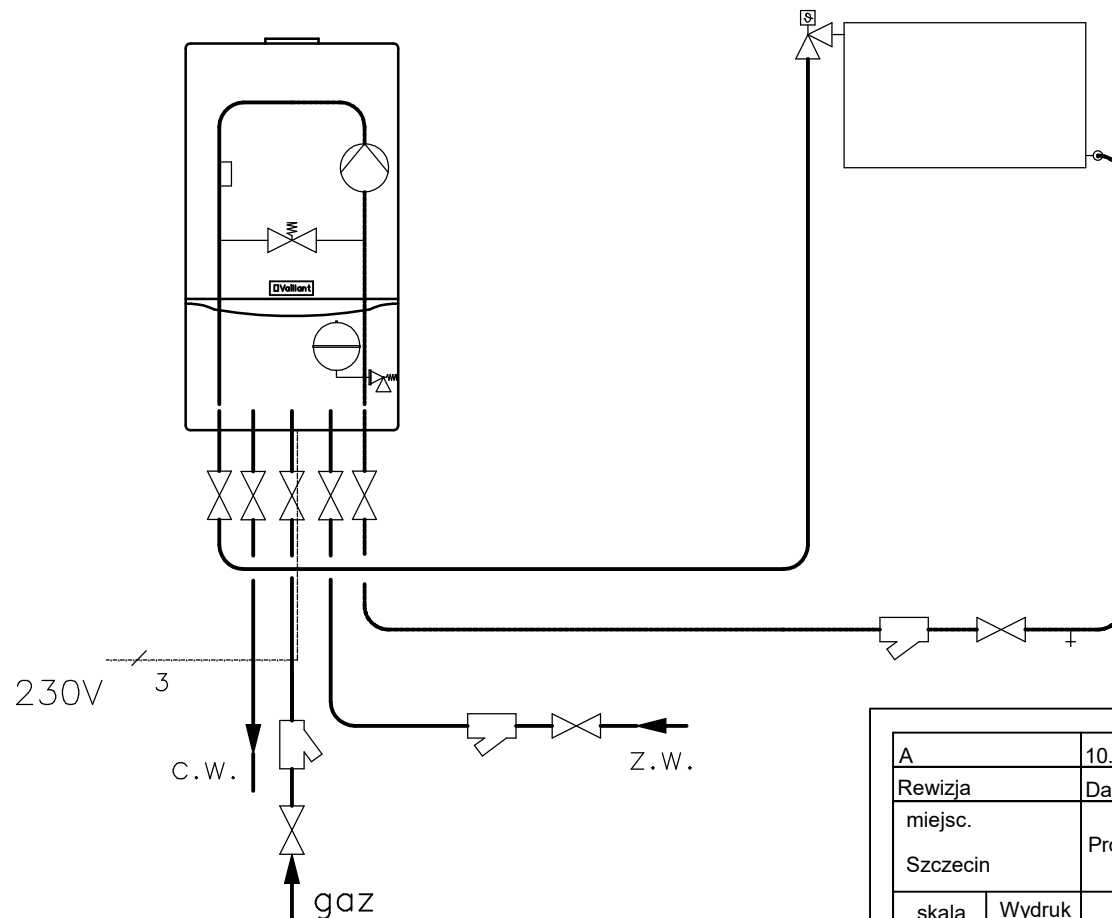 Vaillant
230V
3
c.w.
z.w.
gaz
A
10.
Rewizja
Da
miejsc.
Pro
Szczecin
skala
Wydruk